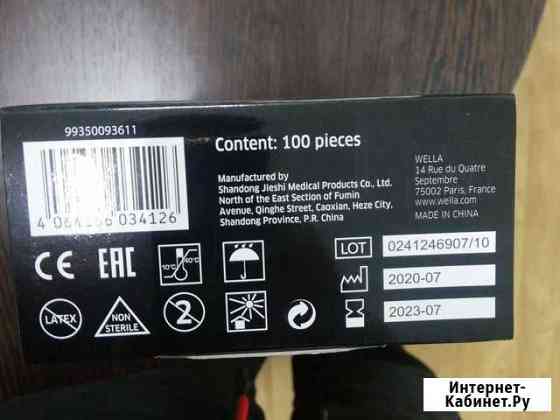 99350093611
4 064666 034126
Content: 100 pieces
Manufactured by
Shandong Jieshi Medical Products Co., Ltd.
North of the East Section of Fumin
Avenue, Qinghe Street, Caoxian, Heze City,
Shandong Province, P.R. China
WELLA
14 Rue du Quatre
Septembre
75002 Paris, France
www.wella.com
MADE IN CHINA
CE EAC
10°C 40°C
LOT 0241246907/10
2020-07
2023-07
LATEX
NON
STERILE
2
Интернет-
Кабинет.Ру